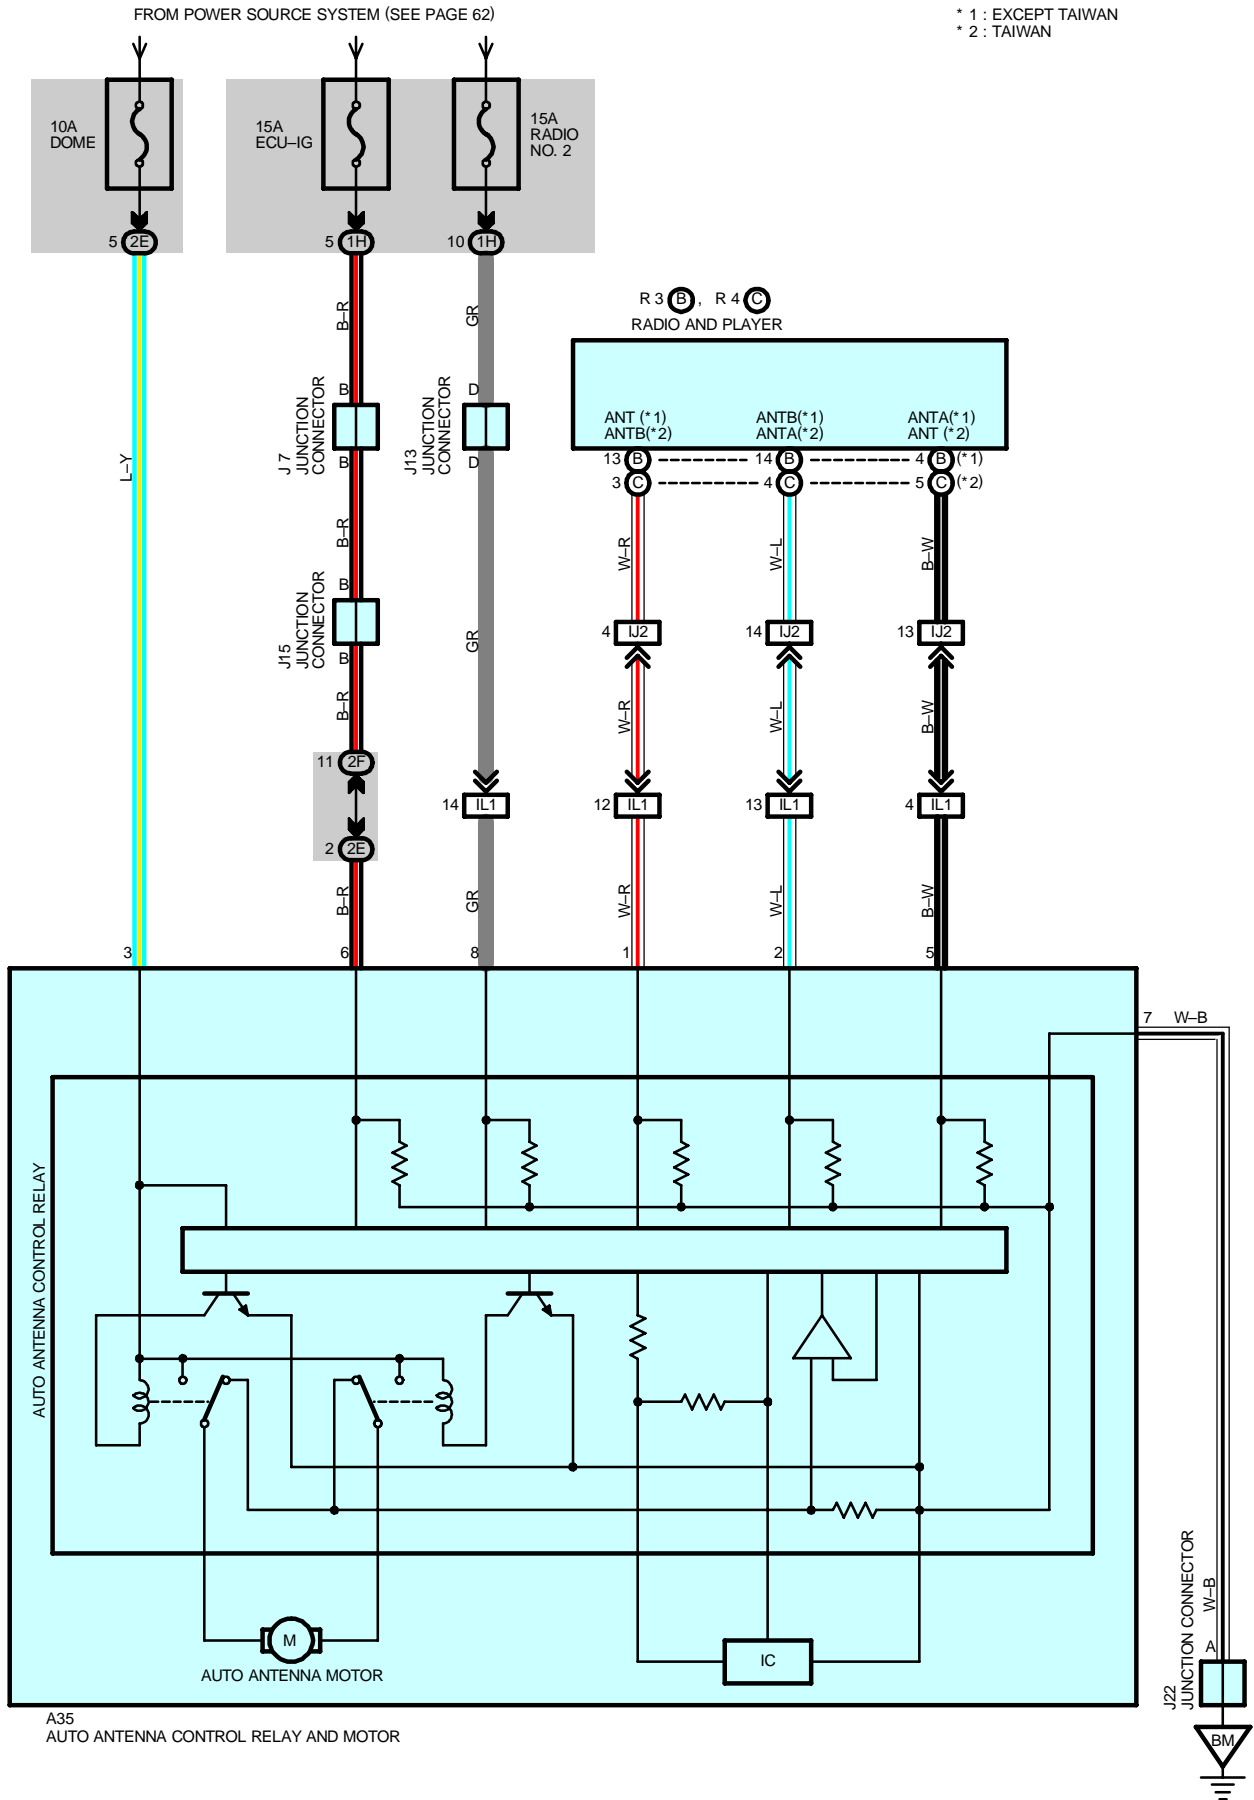 FROM POWER SOURCE SYSTEM (SEE PAGE 62)
* 1 : EXCEPT TAIWAN
* 2 : TAIWAN
10A
DOME
15A
ECU–IG
15A
RADIO
NO. 2
5 2E
5 1H
10 1H
R 3 B , R 4 C
RADIO AND PLAYER
ANT (*1)
ANTB(*2)
ANTB(*1)
ANTA(*2)
ANTA(*1)
ANT (*2)
13 B
14 B
4 B (*1)
3 C
4 C
5 C (*2)
L–Y
B–R
GR
B
D
J 7
JUNCTION
CONNECTOR
J13
JUNCTION
CONNECTOR
B
D
B–R
W–R
W–L
B–W
B
J15
JUNCTION
CONNECTOR
B
GR
4 IJ2
14 IJ2
13 IJ2
B–R
W–R
W–L
B–W
11 2F
14 IL1
12 IL1
13 IL1
4 IL1
2 2E
B–R
GR
W–R
W–L
B–W
3
6
8
1
2
5
7 W–B
AUTO ANTENNA CONTROL RELAY
M
AUTO ANTENNA MOTOR
IC
W–B
A
J22
JUNCTION CONNECTOR
BM
A35
AUTO ANTENNA CONTROL RELAY AND MOTOR